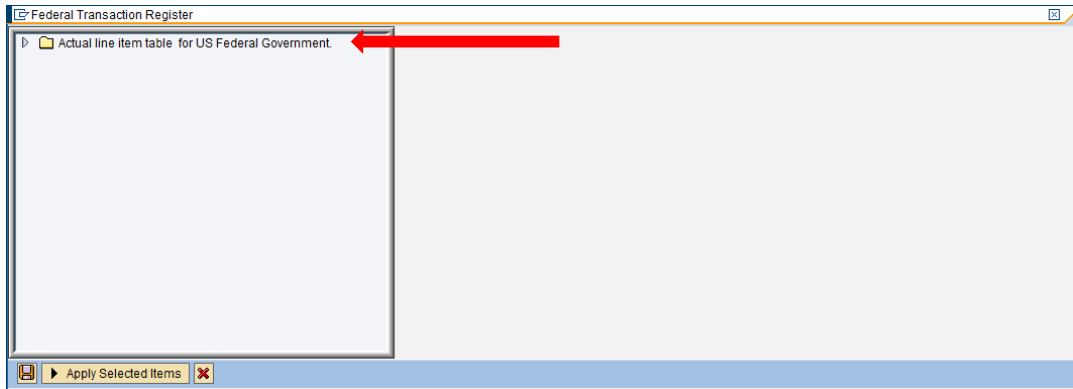 Federal Transaction Register
Actual line item table for US Federal Government.
Apply Selected Items